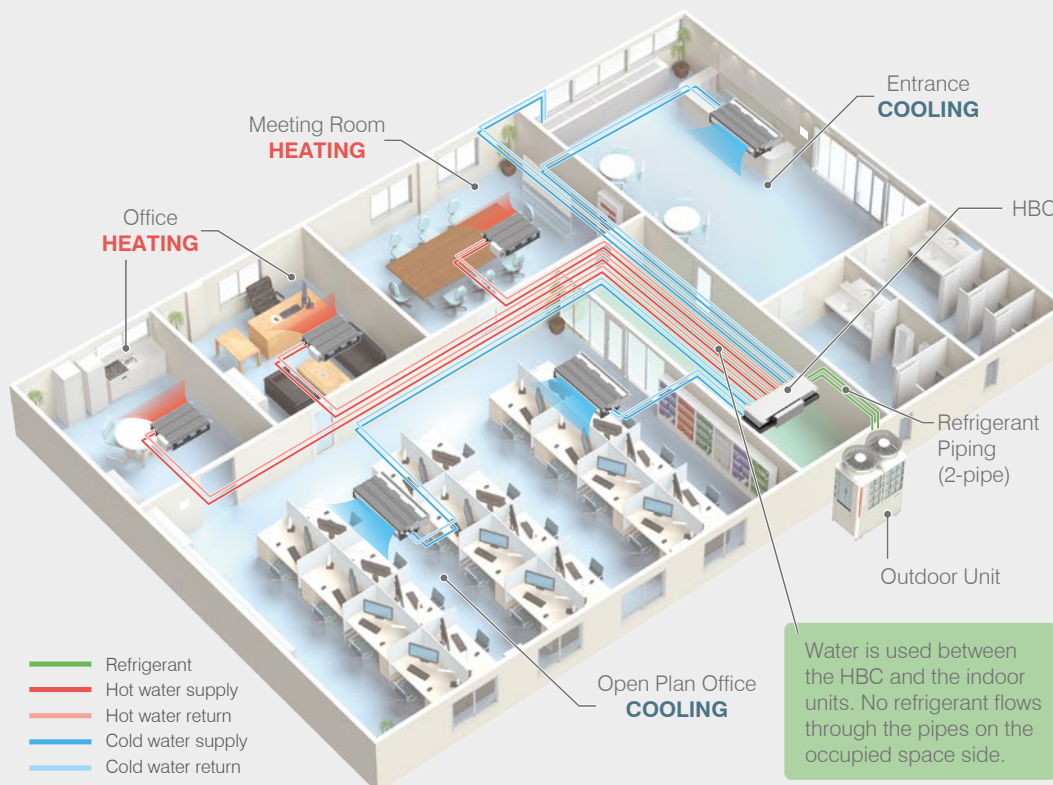 Entrance
COOLING
Meeting Room
HEATING
HBC
Office
HEATING
Refrigerant
Piping
(2-pipe)
Outdoor Unit
Water is used between
the HBC and the indoor
units. No refrigerant flows
through the pipes on the
occupied space side.
Open Plan Office
COOLING
Refrigerant
Hot water supply
Hot water return
Cold water supply
Cold water return